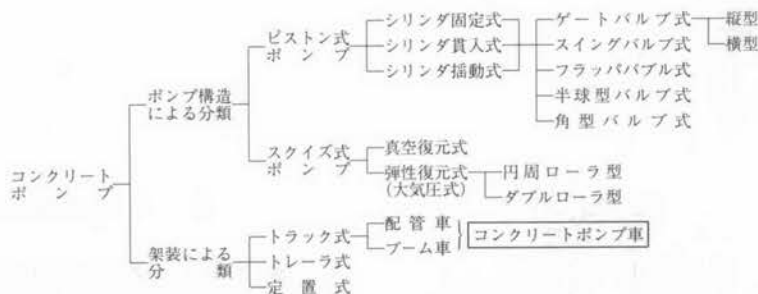 コンクリート
ポンプ
ポンプ構造
による分類
ピストン式
ポンプ
シリンダ固定式
シリンダ貫入式
シリンダ揺動式
ゲートバルブ式
縦型
横型
スイングバルブ式
フラッパバブル式
半球型バルブ式
角型バルブ式
スクイズ式
ポンプ
真空復元式
弾性復元式
(大気圧式)
円周ローラ型
ダブルローラ型
架装による
分類
トラック式
配管車
ブーム車
コンクリートポンプ車
トレーラ式
定置式